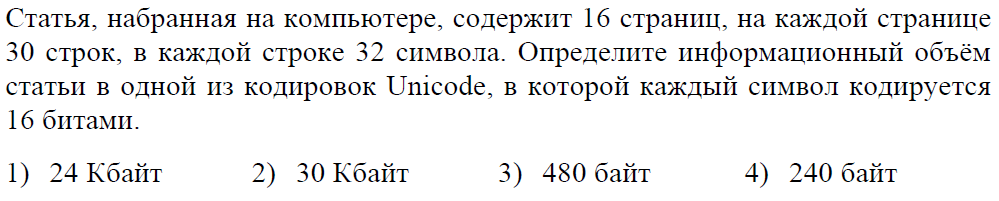 Статья, набранная на компьютере, содержит 16 страниц, на каждой странице
30 строк, в каждой строке 32 символа. Определите информационный объём
статьи в одной из кодировок Unicode, в которой каждый символ кодируется
16 битами.
1) 24 Кбайт 2) 30 Кбайт 3) 480 байт 4) 240 байт